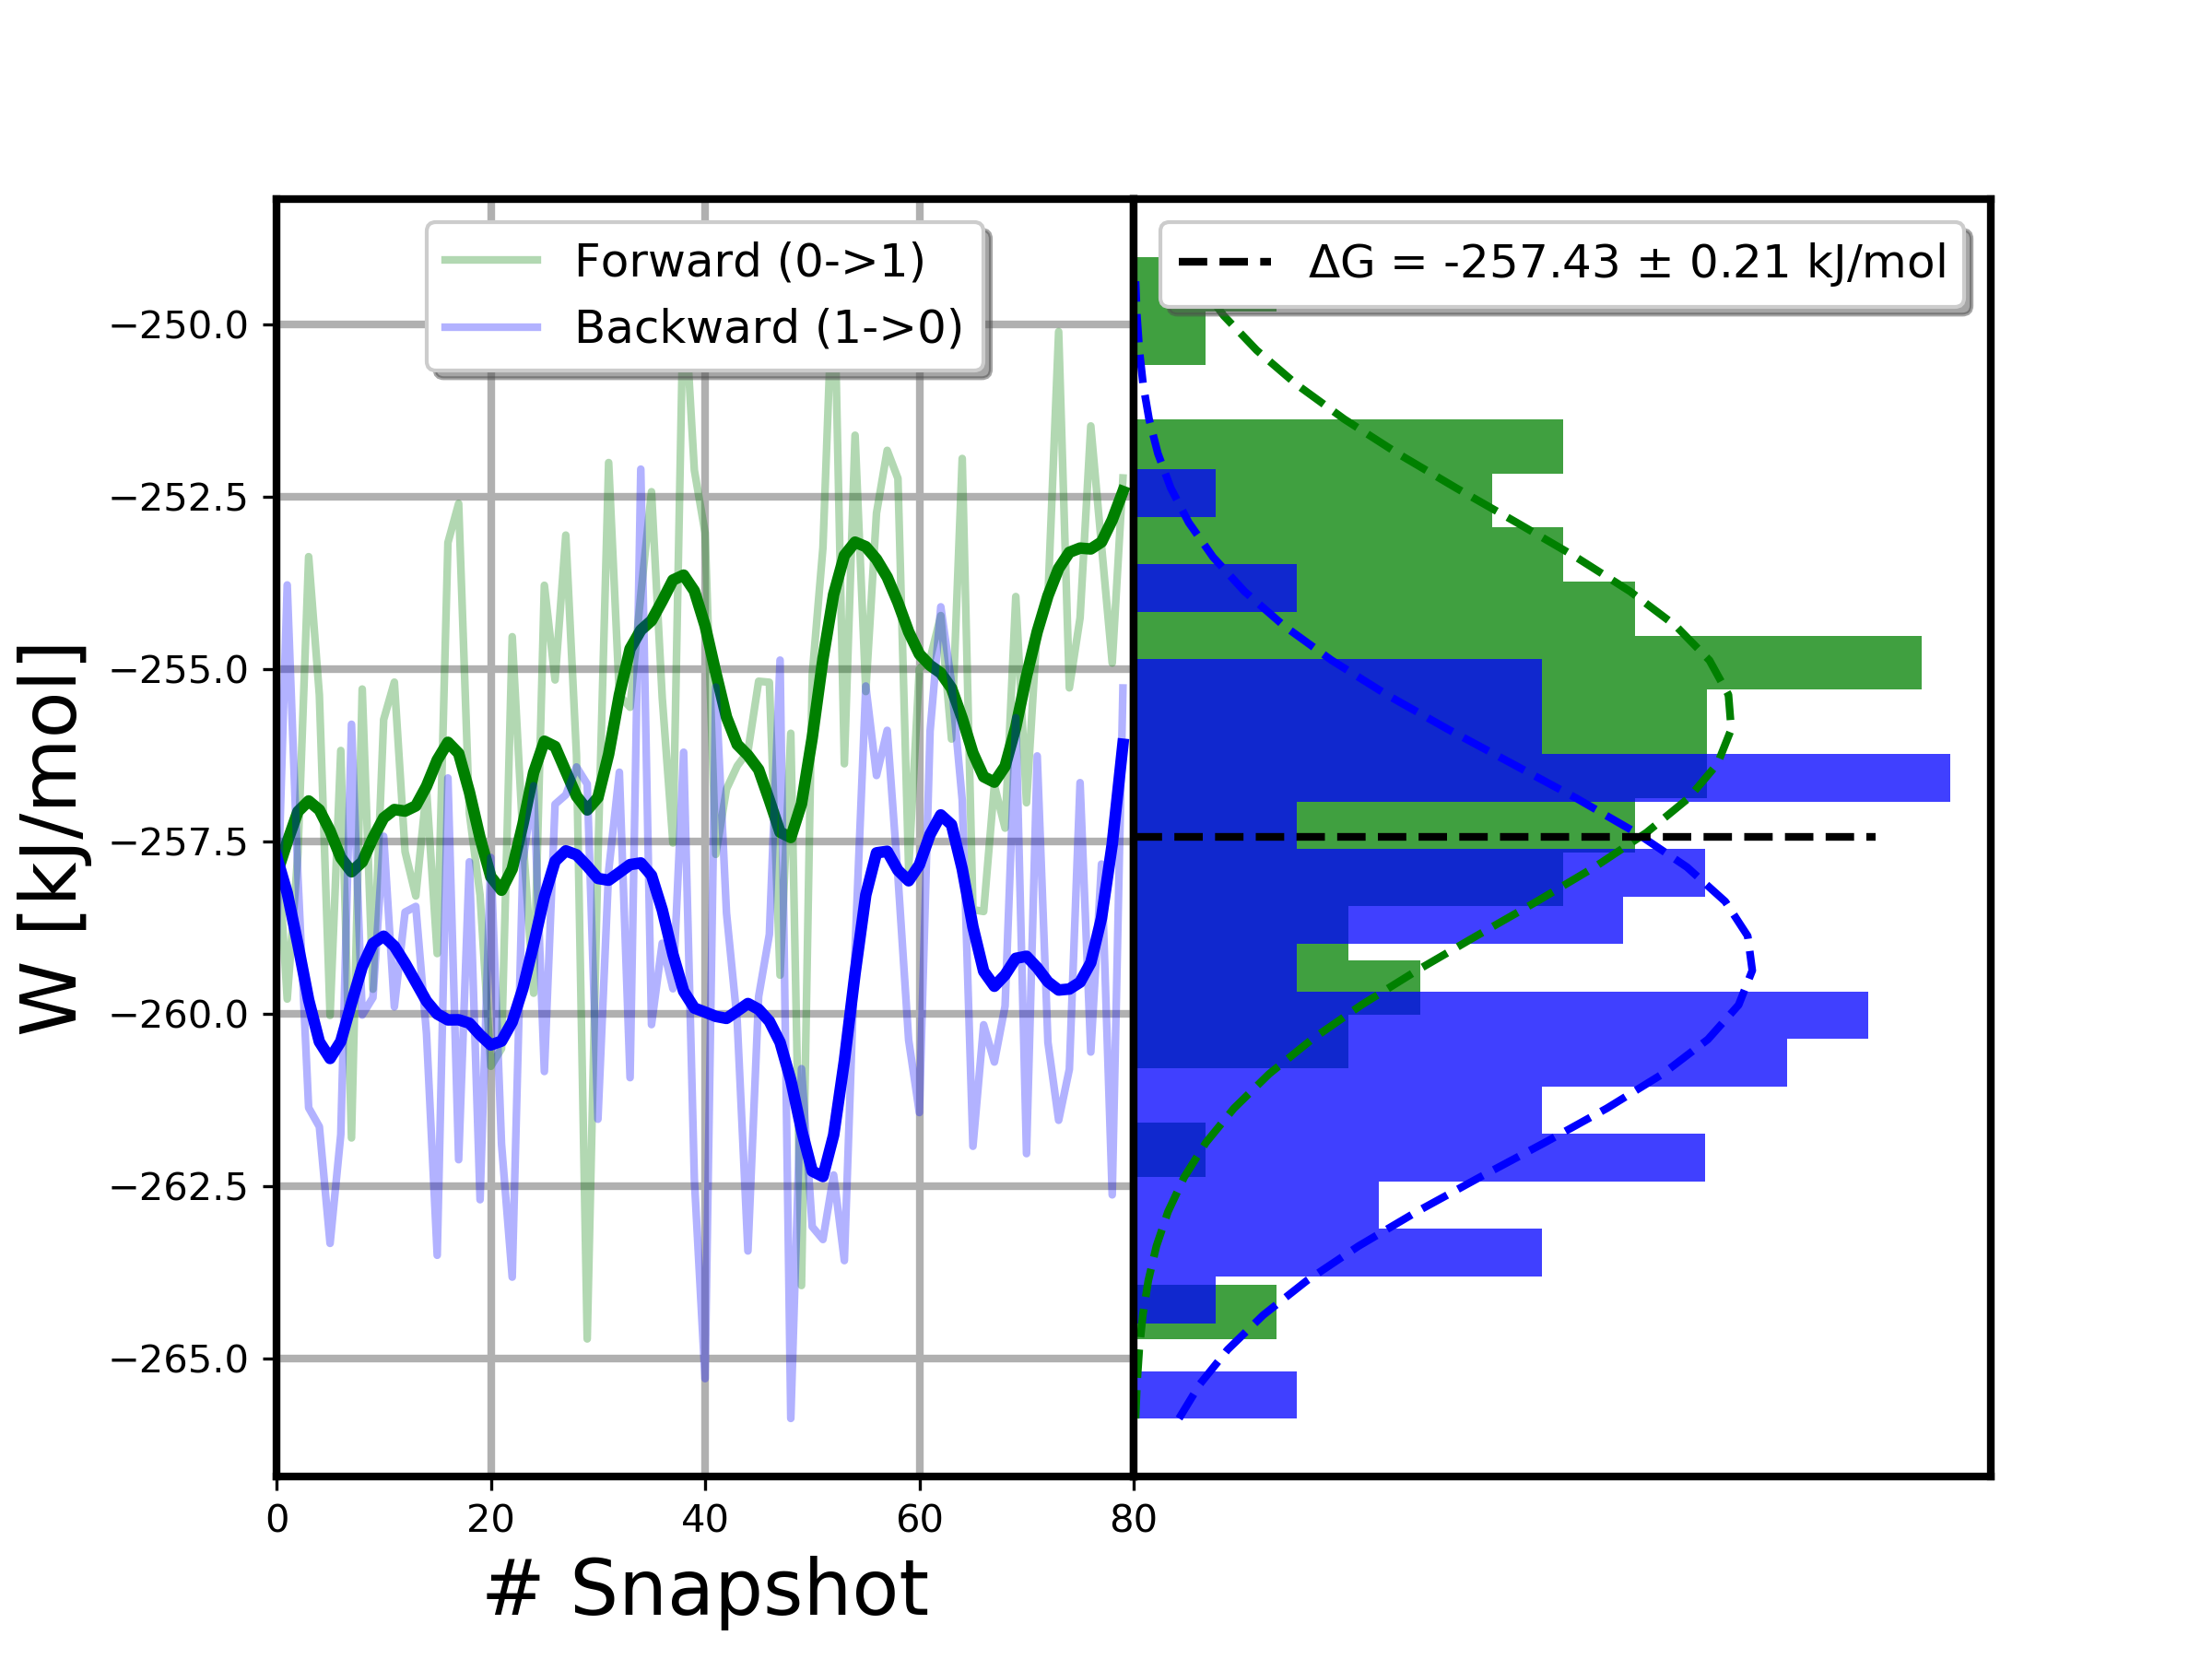 Forward (0->1)
Backward (1->0)
ΔG = -257.43 ± 0.21 kJ/mol
W [kJ/mol]
−250.0
−252.5
−255.0
−257.5
−260.0
−262.5
−265.0
0 20 40 60 80
# Snapshot